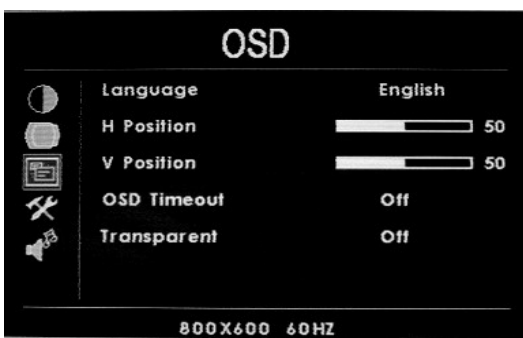 OSD
Language English
H Position 50
V Position 50
OSD Timeout Off
Transparent Off
800X600 60HZ